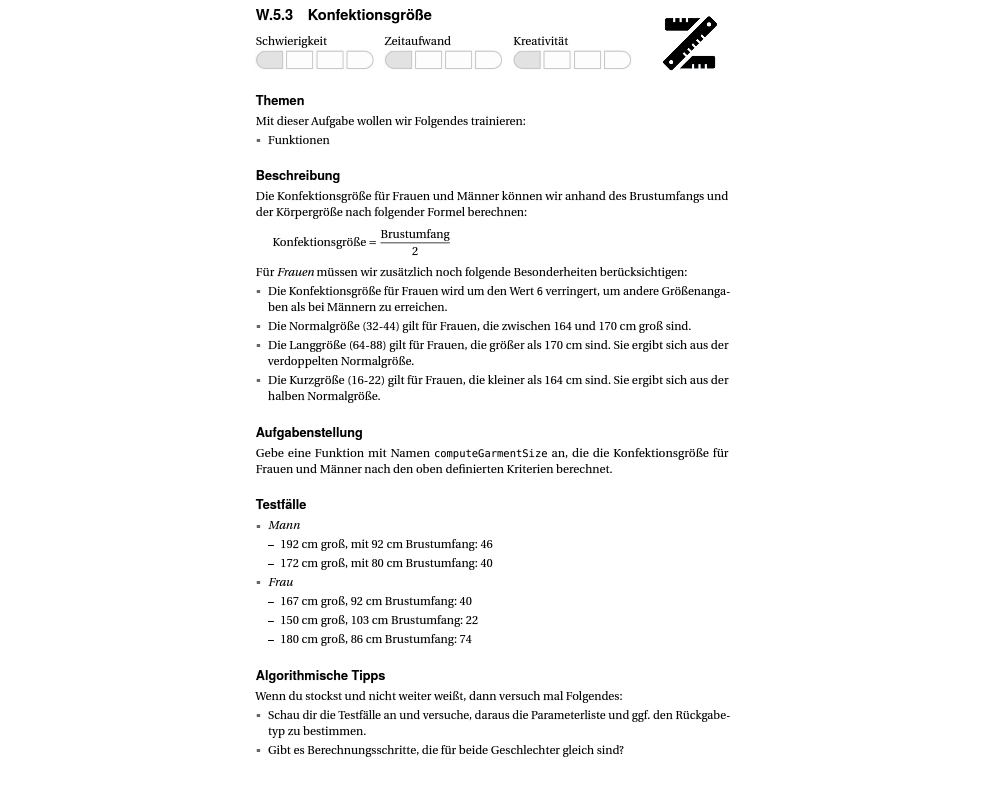 W.5.3 Konfektionsgröße
Schwierigkeit Zeitaufwand Kreativität
Themen
Mit dieser Aufgabe wollen wir Folgendes trainieren:
▪ Funktionen
Beschreibung
Die Konfektionsgröße für Frauen und Männer können wir anhand des Brustumfangs und
der Körpergröße nach folgender Formel berechnen:
Konfektionsgröße = Brustumfang
2
Für Frauen müssen wir zusätzlich noch folgende Besonderheiten berücksichtigen:
▪ Die Konfektionsgröße für Frauen wird um den Wert 6 verringert, um andere Größenanga-
ben als bei Männern zu erreichen.
▪ Die Normalgröße (32-44) gilt für Frauen, die zwischen 164 und 170 cm groß sind.
▪ Die Langgröße (64-88) gilt für Frauen, die größer als 170 cm sind. Sie ergibt sich aus der
verdoppelten Normalgröße.
▪ Die Kurzgröße (16-22) gilt für Frauen, die kleiner als 164 cm sind. Sie ergibt sich aus der
halben Normalgröße.
Aufgabenstellung
Gebe eine Funktion mit Namen computeGarmentSize an, die die Konfektionsgröße für
Frauen und Männer nach den oben definierten Kriterien berechnet.
Testfälle
▪ Mann
– 192 cm groß, mit 92 cm Brustumfang: 46
– 172 cm groß, mit 80 cm Brustumfang: 40
▪ Frau
– 167 cm groß, 92 cm Brustumfang: 40
– 150 cm groß, 103 cm Brustumfang: 22
– 180 cm groß, 86 cm Brustumfang: 74
Algorithmische Tipps
Wenn du stockst und nicht weiter weißt, dann versuch mal Folgendes:
▪ Schau dir die Testfälle an und versuche, daraus die Parameterliste und ggf. den Rückgabe-
typ zu bestimmen.
▪ Gibt es Berechnungsschritte, die für beide Geschlechter gleich sind?